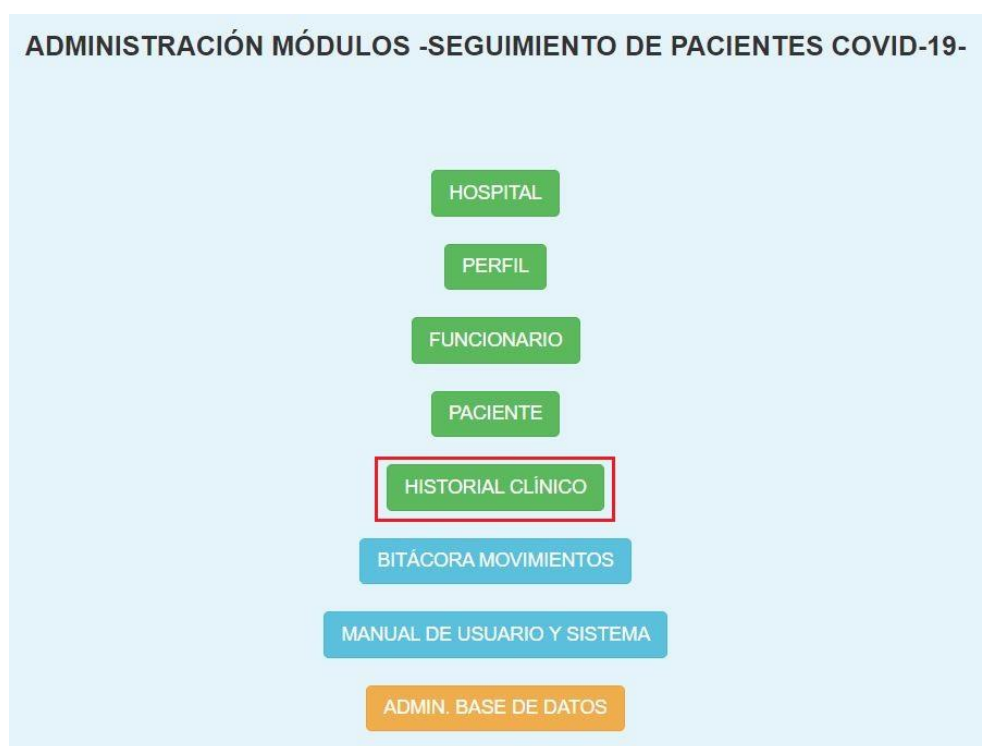 ADMINISTRACIÓN MÓDULOS -SEGUIMIENTO DE PACIENTES COVID-19-
HOSPITAL
PERFIL
FUNCIONARIO
PACIENTE
HISTORIAL CLÍNICO
BITÁCORA MOVIMIENTOS
MANUAL DE USUARIO Y SISTEMA
ADMIN. BASE DE DATOS